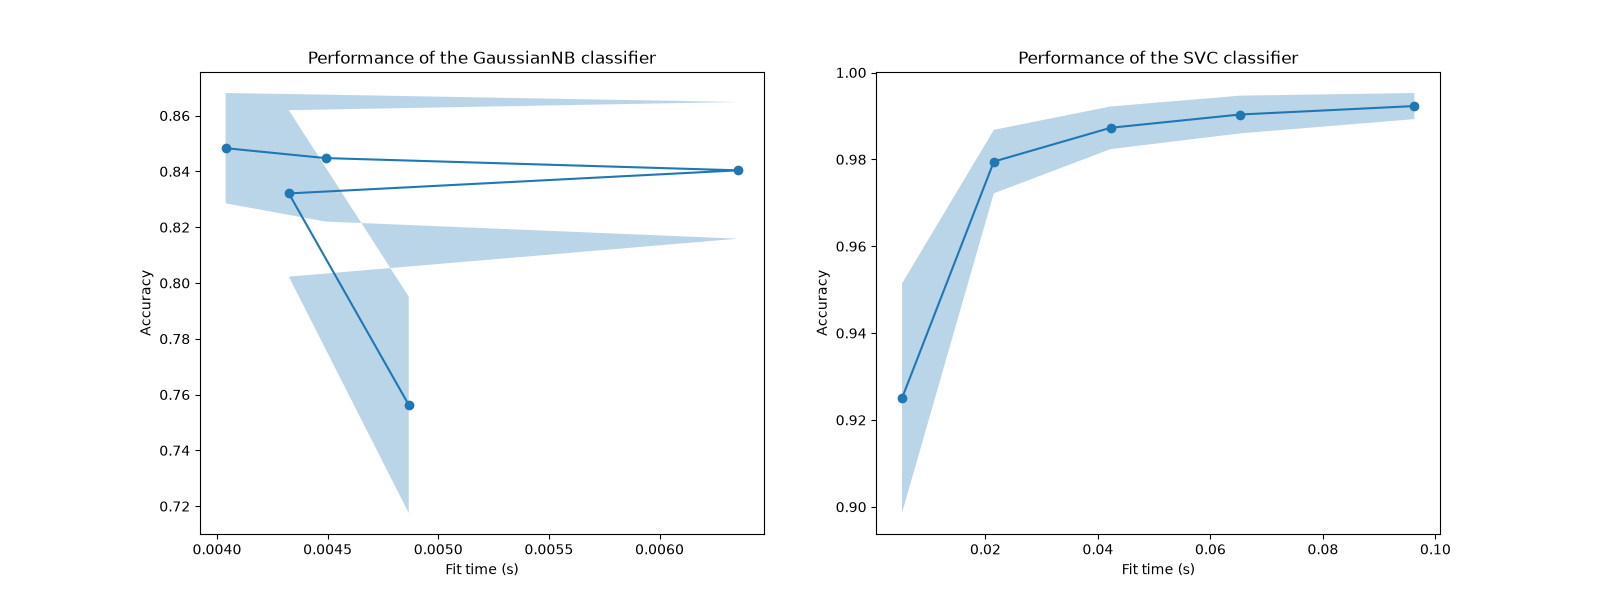 Performance of the GaussianNB classifier
Accuracy
0.86
0.84
0.82
0.80
0.78
0.76
0.74
0.72
0.0040 0.0045 0.0050 0.0055 0.0060
Fit time (s)
Performance of the SVC classifier
Accuracy
1.00
0.98
0.96
0.94
0.92
0.90
0.02 0.04 0.06 0.08 0.10
Fit time (s)